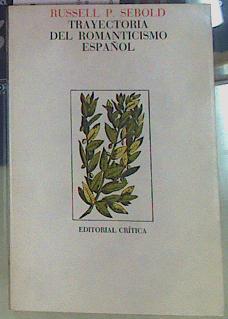 RUSSELL P. SEBOLD
TRAYECTORIA
DEL ROMANTICISMO
ESPAÑOL
EDITORIAL CRÍTICA